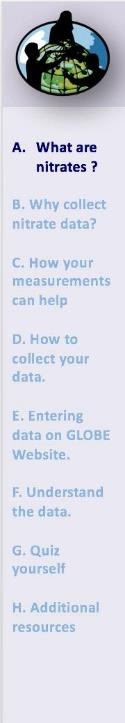 A. What are
nitrates ?
B. Why collect
nitrate data?
C. How your
measurements
can help
D. How to
collect your
data.
E. Entering
data on GLOBE
Website.
F. Understand
the data.
G. Quiz
yourself
H. Additional
resources